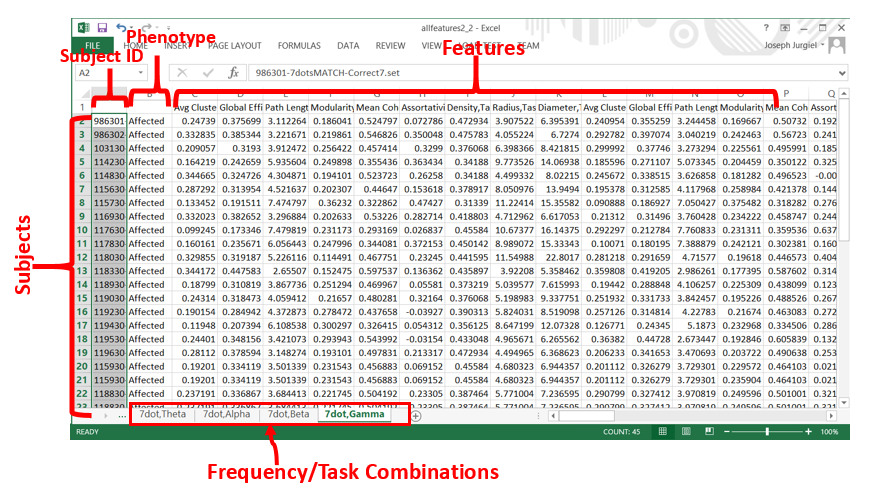 allfeatures2_2 - Excel
Phenotype
FILE HOME INSERT PAGE LAYOUT FORMULAS DATA REVIEW VIEW TEAM Joseph Jurgiel
Subject ID
Features
A2 986301-7dotsMATCH-Correct7.set
P Q
1 Avg Cluste Global Effi Path Lengt Modularity Mean Coh Assortativi Density,Ta Radius,Tas Diameter,T Avg Cluste Global Effi Path Lengt Modularity Mean Coh Assort
2 986301 Affected 0.24739 0.375699 3.112264 0.186041 0.524797 0.072786 0.472934 3.907522 6.395391 0.240954 0.355259 3.244458 0.169667 0.50732 0.192
3 986302 Affected 0.332835 0.385344 3.221671 0.219861 0.546826 0.350048 0.475783 4.055224 6.7274 0.292782 0.397074 3.040219 0.242463 0.56723 0.241
4 103130 Affected 0.209057 0.3193 3.912472 0.256422 0.457414 0.3299 0.376068 6.398366 8.421815 0.299992 0.37746 3.273294 0.225561 0.495991 0.185
5 114230 Affected 0.164219 0.242659 5.935604 0.249898 0.355436 0.363434 0.34188 9.773526 14.06938 0.185596 0.271107 5.073345 0.204459 0.350122 0.325
6 114830 Affected 0.344665 0.324726 4.304871 0.194101 0.523723 0.26258 0.34188 4.499332 8.02215 0.245672 0.338515 3.626858 0.181282 0.496523 -0.00
7 115630 Affected 0.287292 0.313954 4.521637 0.202307 0.44647 0.153618 0.378917 8.050976 13.9494 0.195378 0.312585 4.117968 0.258984 0.421378 0.144
8 115730 Affected 0.133452 0.191511 7.474797 0.36232 0.322862 0.47427 0.31339 11.22414 15.35582 0.090888 0.186927 7.050427 0.375482 0.318282 0.276
9 116930 Affected 0.332023 0.382652 3.296884 0.202633 0.53226 0.282714 0.418803 4.712962 6.617053 0.21312 0.31496 3.760428 0.234222 0.458747 0.244
10 117630 Affected 0.099245 0.173346 7.479819 0.231173 0.293169 0.026837 0.45584 10.67377 16.14375 0.292297 0.212784 7.760833 0.231311 0.359536 0.637
11 117830 Affected 0.160161 0.235671 6.056443 0.247996 0.344081 0.372153 0.450142 8.989072 15.33343 0.10071 0.180195 7.388879 0.242121 0.302381 0.160
12 118030 Affected 0.329855 0.319187 5.226116 0.114491 0.467751 0.23245 0.441595 11.54988 22.8017 0.281218 0.291659 4.71577 0.19618 0.446573 0.404
13 118330 Affected 0.344172 0.447583 2.65507 0.152475 0.597537 0.136362 0.435897 3.92208 5.358462 0.359808 0.419205 2.986261 0.177395 0.587602 0.314
14 118930 Affected 0.18799 0.310819 3.867736 0.251294 0.469967 0.05581 0.373219 5.039577 7.615993 0.19442 0.288848 4.106257 0.225309 0.438099 0.123
15 119030 Affected 0.24314 0.318473 4.059412 0.21657 0.480281 0.32164 0.376068 5.198983 9.337751 0.251932 0.331733 3.842457 0.195226 0.488526 0.267
16 119230 Affected 0.190154 0.284942 4.372873 0.278472 0.437658 -0.03927 0.390313 5.824031 8.519098 0.257126 0.314814 4.22783 0.21674 0.463083 0.272
17 119430 Affected 0.11948 0.207394 6.108538 0.300297 0.326415 0.054312 0.356125 8.647199 12.07328 0.126771 0.24345 5.1873 0.232968 0.334506 0.286
18 119530 Affected 0.24401 0.348156 3.421073 0.293943 0.543992 -0.03154 0.433048 4.965671 6.265562 0.36382 0.44728 2.673447 0.192846 0.605839 0.132
19 119630 Affected 0.28112 0.378594 3.148274 0.193101 0.497831 0.213317 0.472934 4.494965 6.368623 0.206233 0.341653 3.470693 0.203722 0.490638 0.253
20 115930 Affected 0.19201 0.334119 3.501339 0.231543 0.456883 0.069152 0.45584 4.680323 6.944357 0.201112 0.326279 3.729301 0.229572 0.464103 0.021
21 115930 Affected 0.19201 0.334119 3.501339 0.231543 0.456883 0.069152 0.45584 4.680323 6.944357 0.201112 0.326279 3.729301 0.235904 0.464103 0.021
22 118830 Affected 0.237191 0.336867 3.684413 0.221745 0.504192 0.23305 0.387464 5.771004 7.236595 0.290799 0.327412 3.970819 0.249596 0.501001 0.321
Subjects
... 7dot,Theta 7dot,Alpha 7dot,Beta 7dot,Gamma
READY COUNT: 45 100%
Frequency/Task Combinations